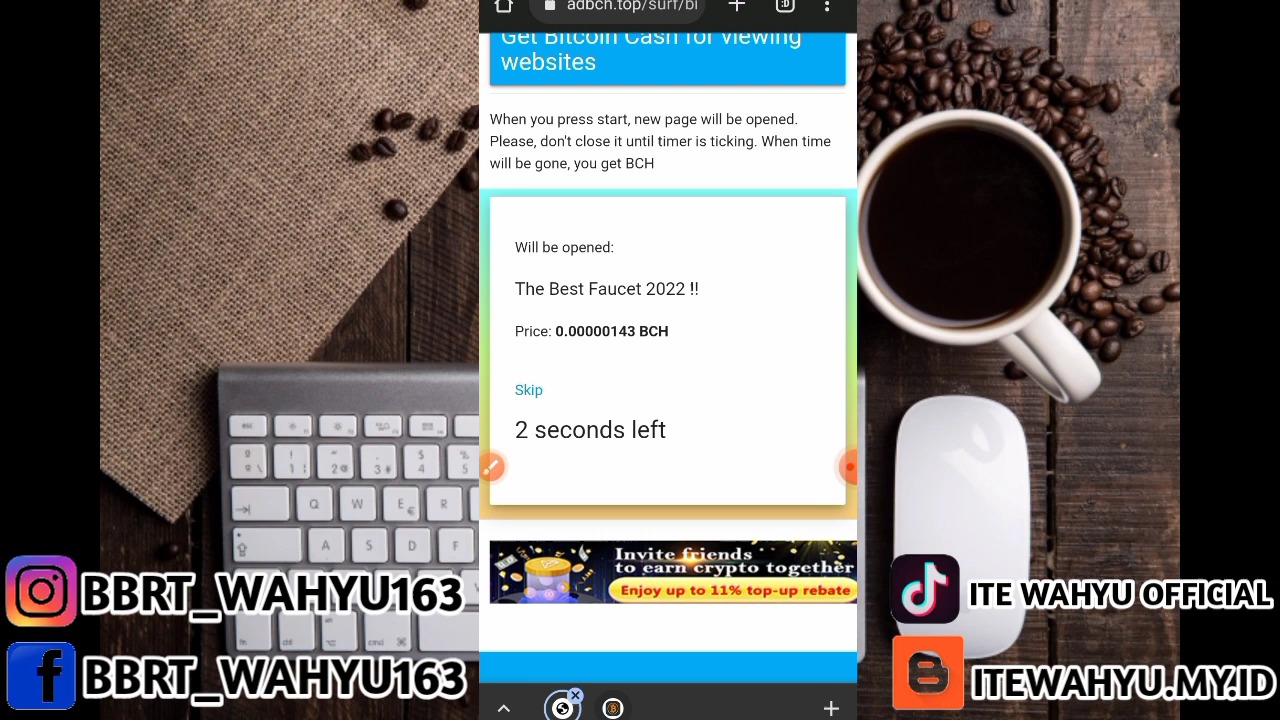 adbch.top/surf/bi
:D
Get Bitcoin Cash for viewing
websites
When you press start, new page will be opened.
Please, don't close it until timer is ticking. When time
will be gone, you get BCH
Will be opened:
The Best Faucet 2022 !!
Price: 0.00000143 BCH
Skip
2 seconds left
Invite friends
to earn crypto together
Enjoy up to 11% top-up rebate
BBRT_WAHYU163
BBRT_WAHYU163
ITE WAHYU OFFICIAL
ITEWAHYU.MY.ID
Q W E R
A S D F